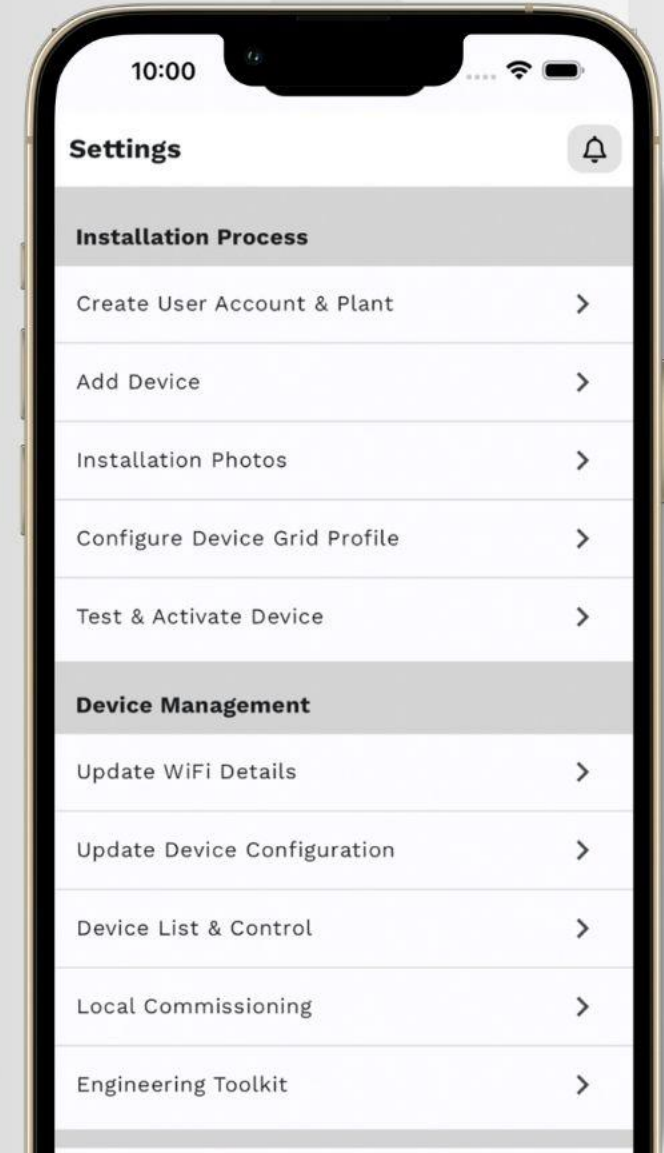 10:00
Settings
Installation Process
Create User Account & Plant
Add Device
Installation Photos
Configure Device Grid Profile
Test & Activate Device
Device Management
Update WiFi Details
Update Device Configuration
Device List & Control
Local Commissioning
Engineering Toolkit